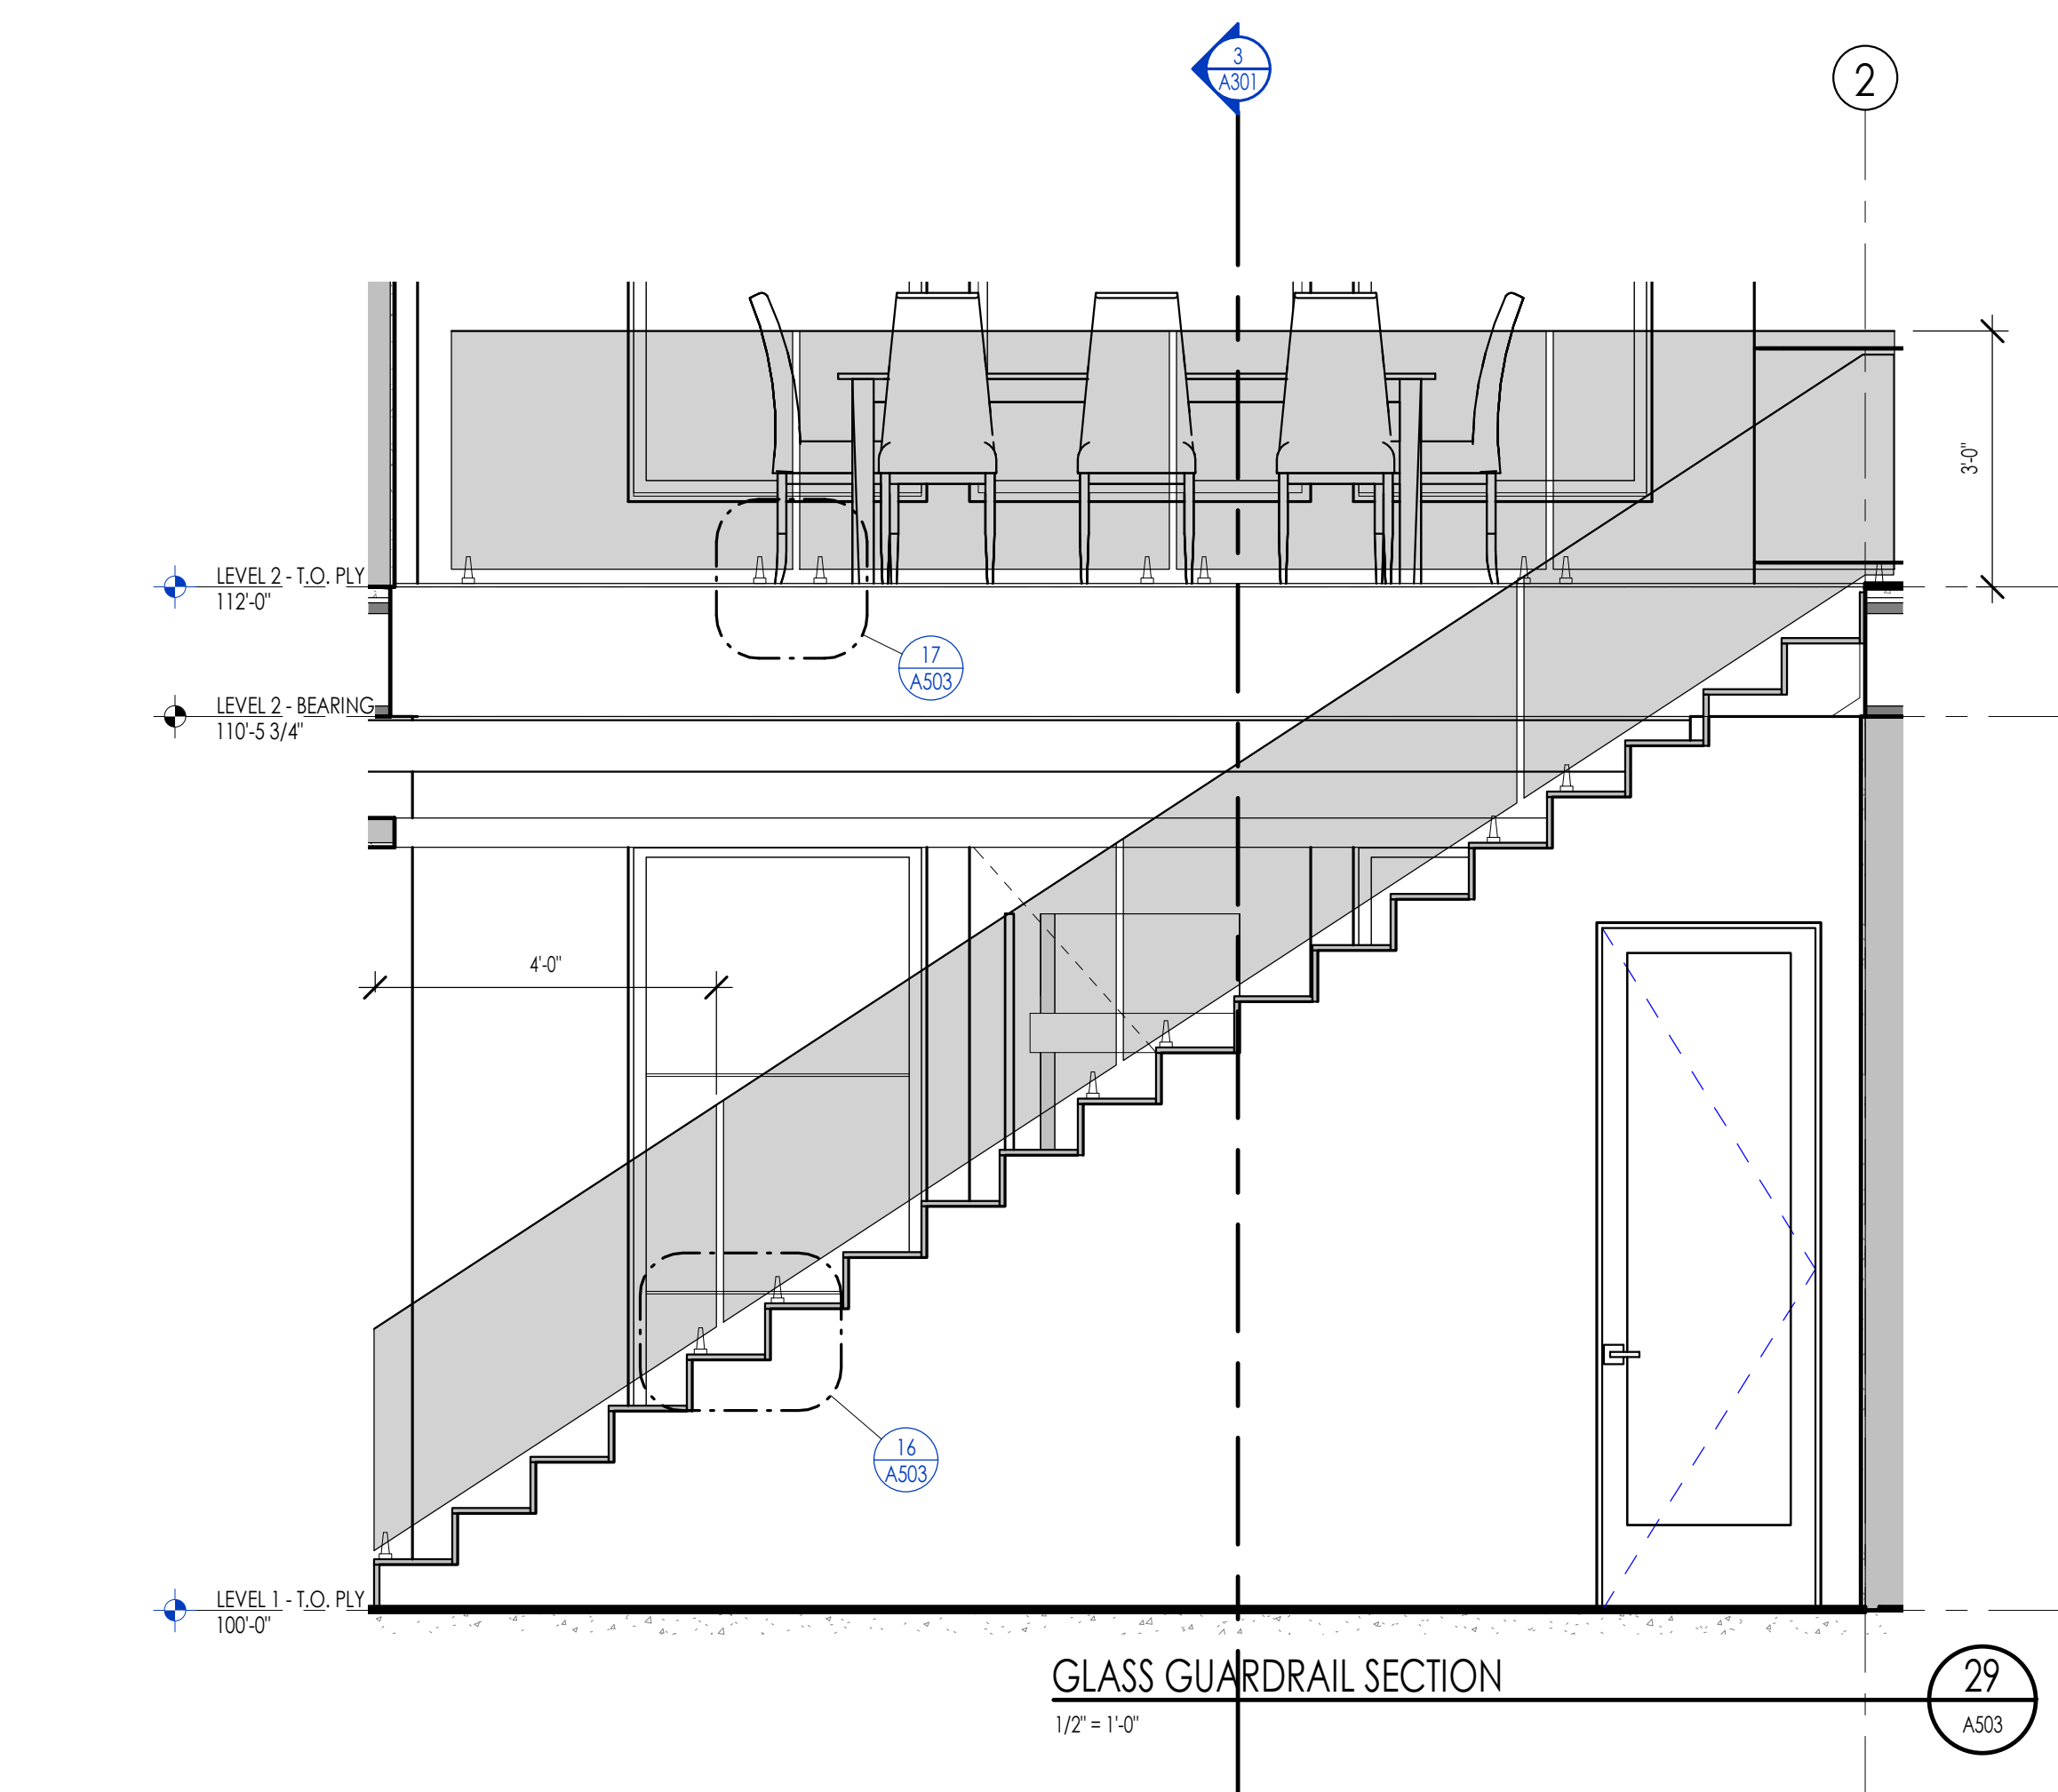 3
A301
2
3'-0"
LEVEL 2 - T.O. PLY
112'-0"
17
A503
LEVEL 2 - BEARING
110'-5 3/4"
4'-0"
16
A503
LEVEL 1 - T.O. PLY
100'-0"
GLASS GUARDRAIL SECTION
1/2" = 1'-0"
29
A503